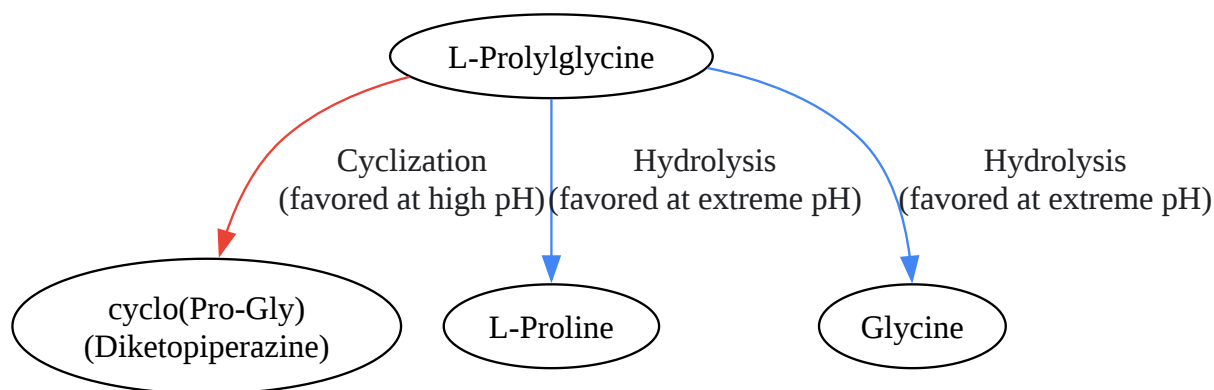 L-Prolylglycine
Cyclization
(favored at high pH)
Hydrolysis
(favored at extreme pH)
Hydrolysis
(favored at extreme pH)
cyclo(Pro-Gly)
(Diketopiperazine)
L-Proline
Glycine